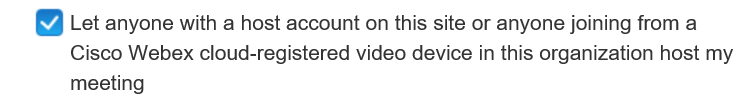 Let anyone with a host account on this site or anyone joining from a
Cisco Webex cloud-registered video device in this organization host my
meeting